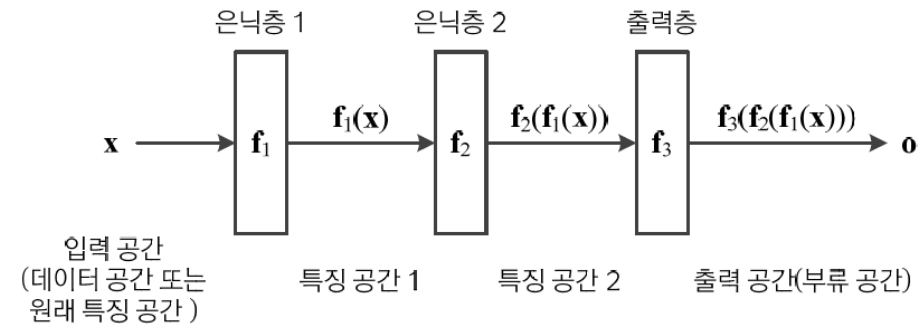 은닉층 1 은닉층 2 출력층
f₁(x) f₂(f₁(x)) f₃(f₂(f₁(x)))
x f₁ f₂ f₃ o
입력 공간
(데이터 공간 또는
원래 특징 공간 )
특징 공간 1 특징 공간 2 출력 공간(부류 공간)